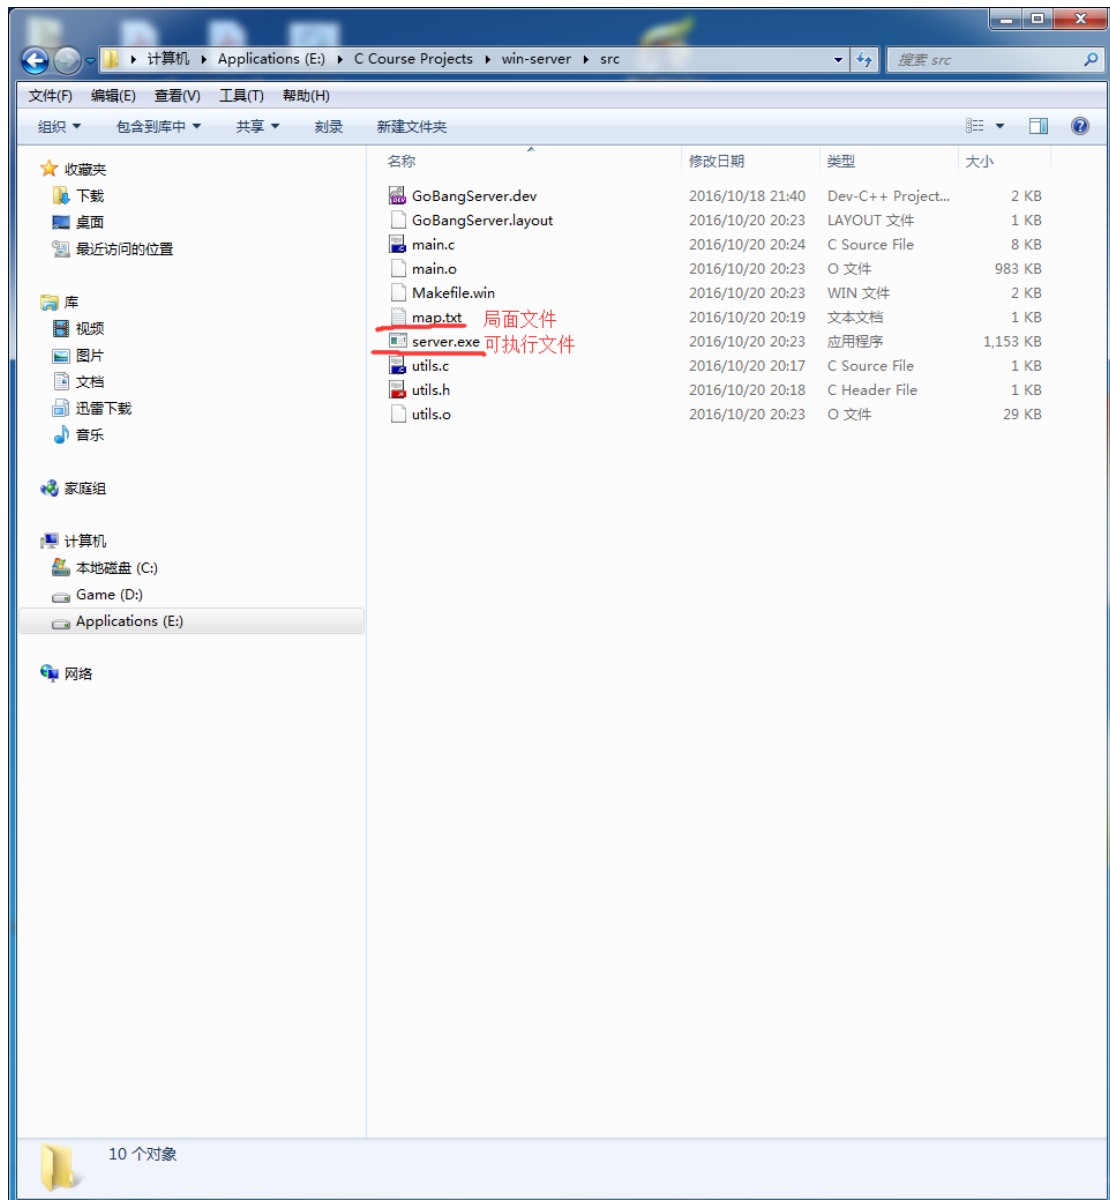 计算机 Applications (E:) C Course Projects win-server src 搜索 src
文件(F) 编辑(E) 查看(V) 工具(T) 帮助(H)
组织 包含到库中 共享 刻录 新建文件夹
收藏夹
下载
桌面
最近访问的位置
库
视频
图片
文档
迅雷下载
音乐
家庭组
计算机
本地磁盘 (C:)
Game (D:)
Applications (E:)
网络
名称 修改日期 类型 大小
GoBangServer.dev 2016/10/18 21:40 Dev-C++ Project... 2 KB
GoBangServer.layout 2016/10/20 20:23 LAYOUT 文件 1 KB
main.c 2016/10/20 20:24 C Source File 8 KB
main.o 2016/10/20 20:23 O 文件 983 KB
Makefile.win 2016/10/20 20:23 WIN 文件 2 KB
map.txt 局面文件 2016/10/20 20:19 文本文档 1 KB
server.exe 可执行文件 2016/10/20 20:23 应用程序 1,153 KB
utils.c 2016/10/20 20:17 C Source File 1 KB
utils.h 2016/10/20 20:18 C Header File 1 KB
utils.o 2016/10/20 20:23 O 文件 29 KB
10 个对象